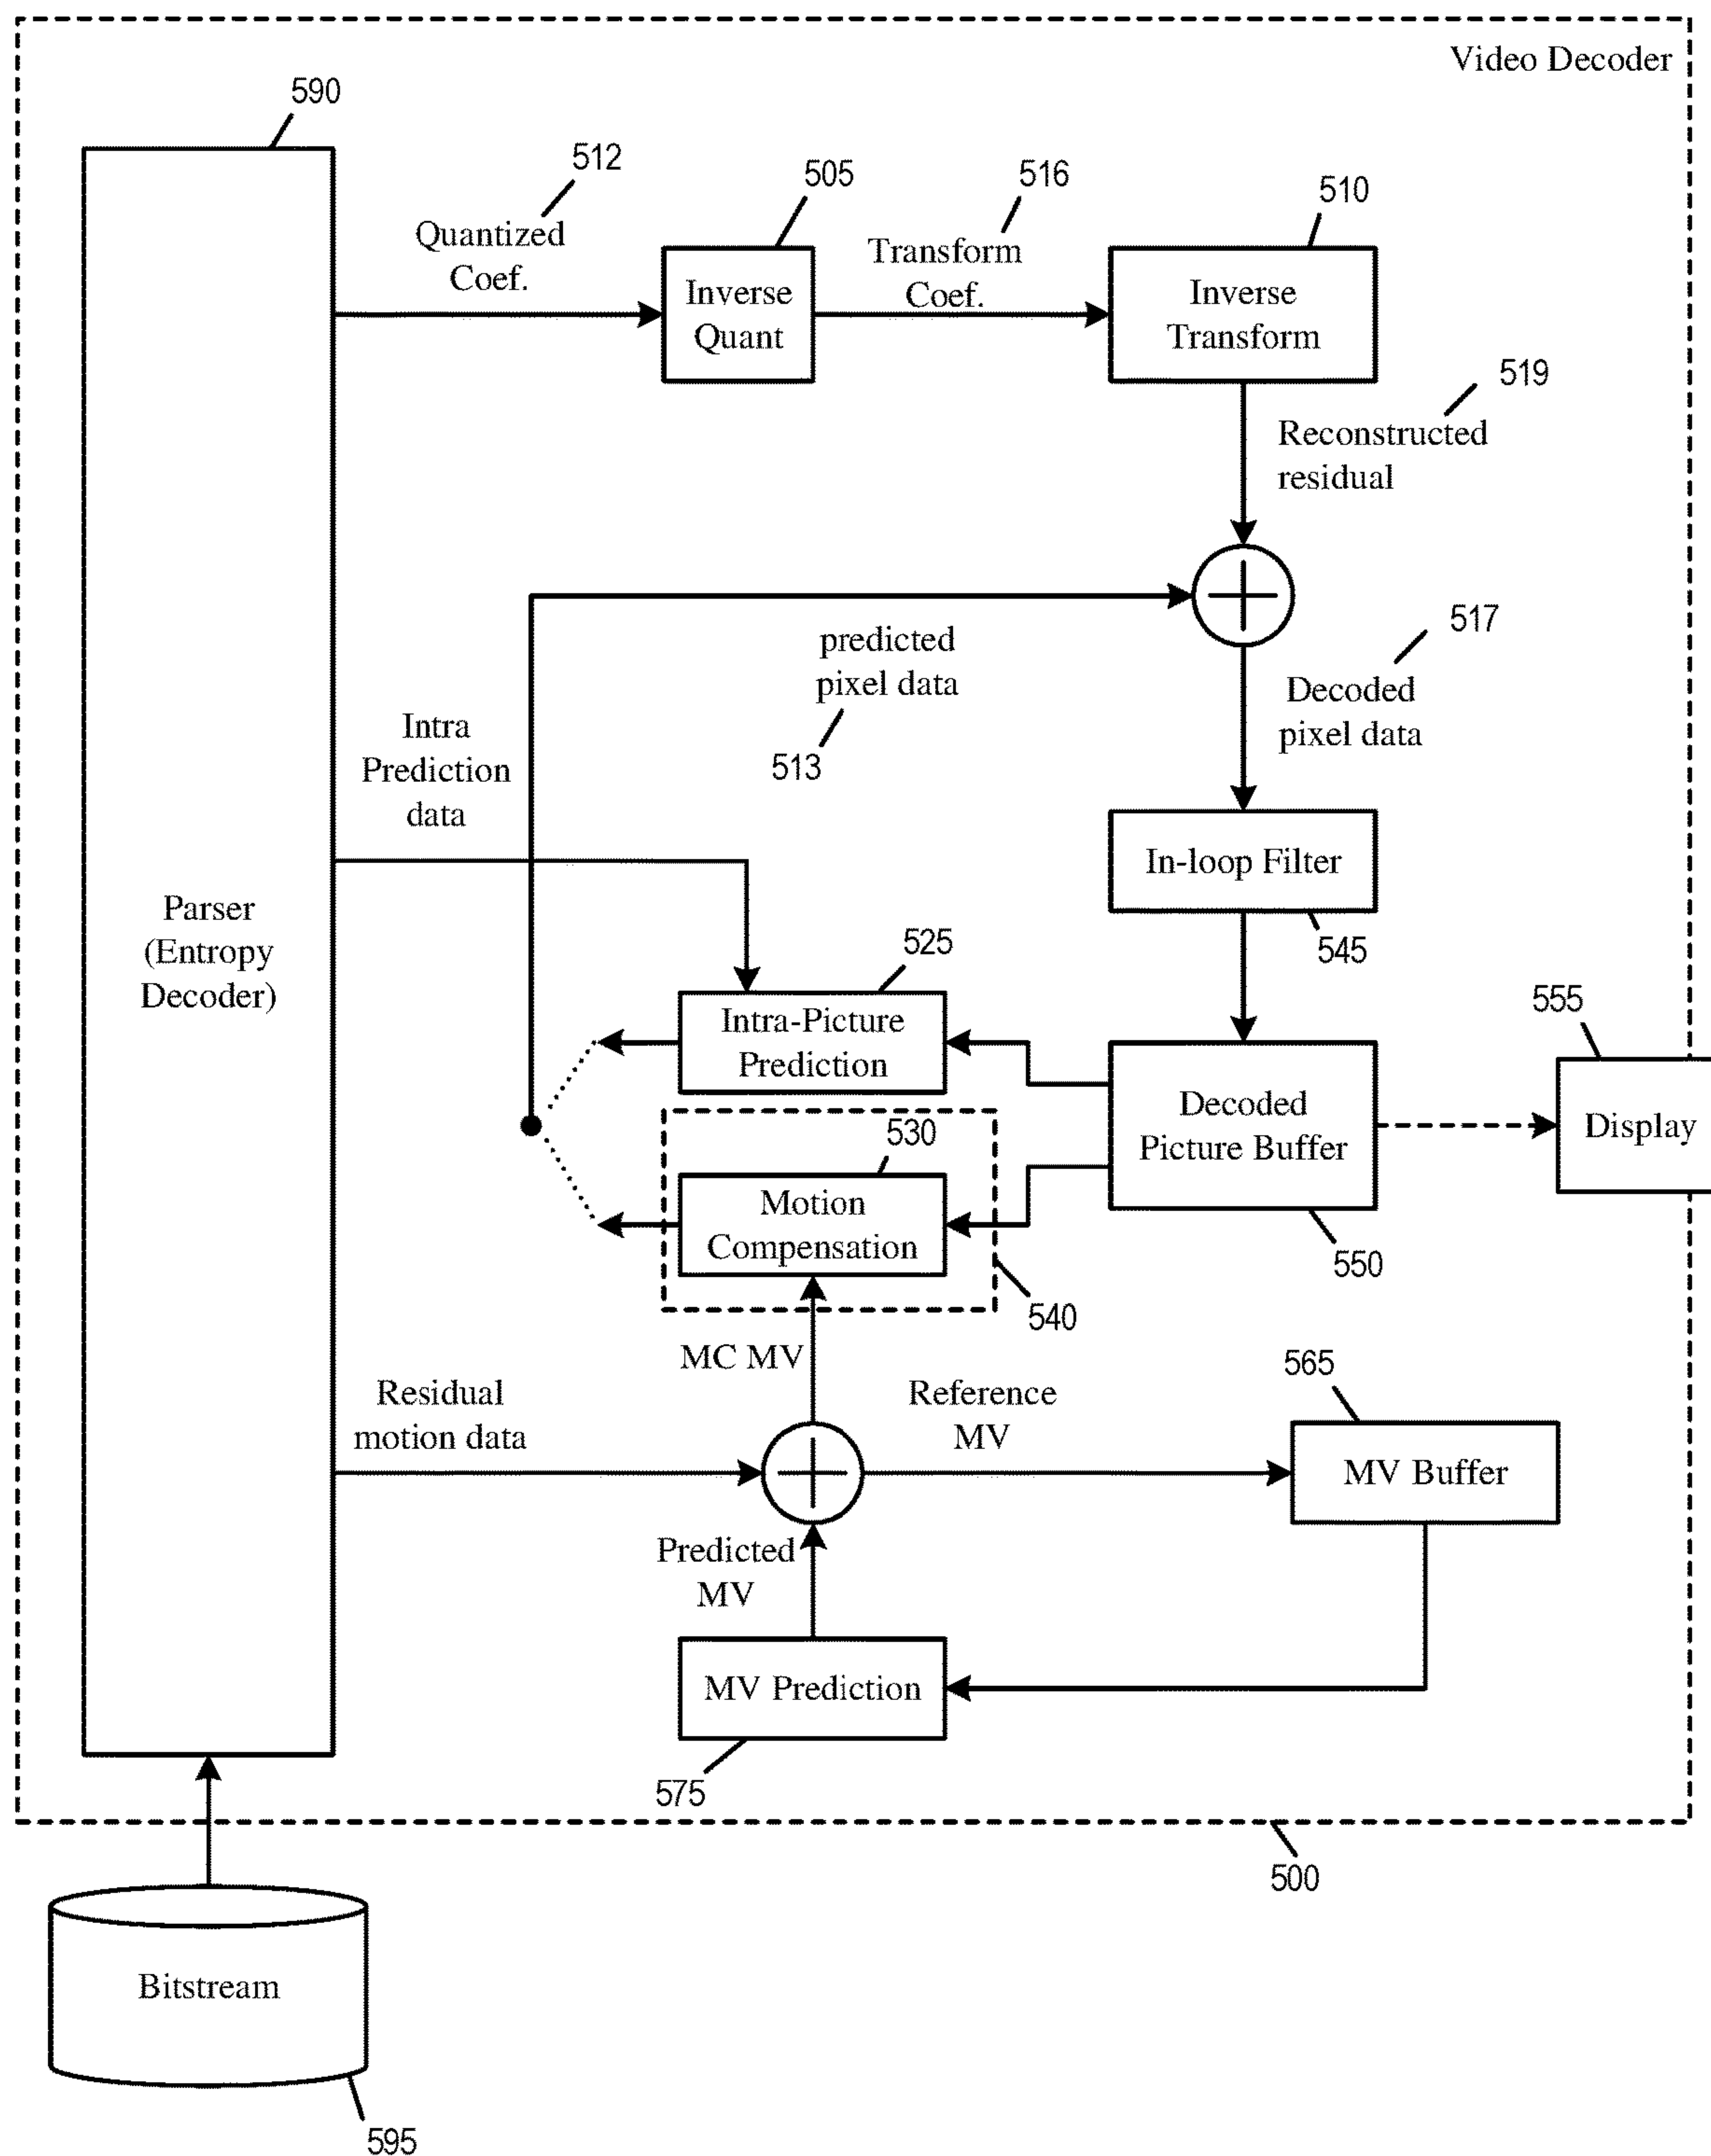 Video Decoder
590
512
505
516
510
Quantized
Coef.
Inverse
Quant
Transform
Coef.
Inverse
Transform
519
Reconstructed
residual
517
predicted
pixel data
513
Decoded
pixel data
Intra
Prediction
data
In-loop Filter
545
Parser
(Entropy
Decoder)
525
Intra-Picture
Prediction
555
Decoded
Picture Buffer
Display
530
Motion
Compensation
550
540
MC MV
565
Residual
motion data
Reference
MV
MV Buffer
Predicted
MV
MV Prediction
575
500
Bitstream
595